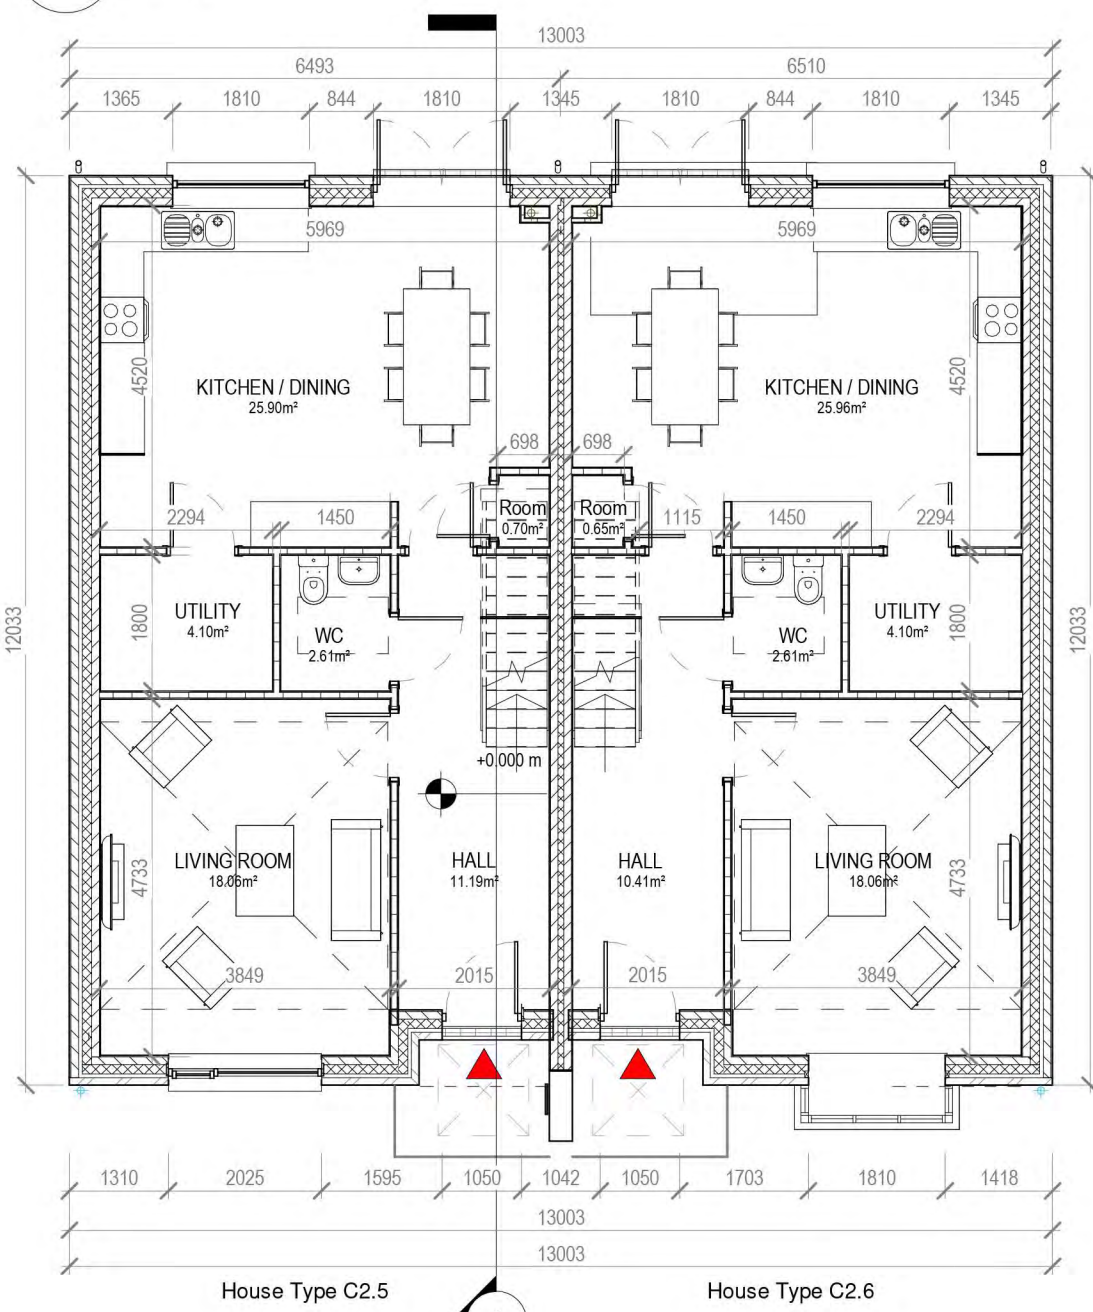 13003
6493 6510
1365 1810 844 1810 1345 1810 844 1810 1345
5969 5969
4520 4520
KITCHEN / DINING KITCHEN / DINING
25.90m² 25.96m²
698 698
Room Room
0.70m² 0.65m²
2294 1450 1115 1450 2294
12033 12033
UTILITY UTILITY
4.10m² 4.10m²
1800 1800
WC WC
2.61m² 2.61m²
+0.000 m
LIVING ROOM HALL HALL LIVING ROOM
18.06m² 11.19m² 10.41m² 18.06m²
4733 4733
3849 2015 2015 3849
1310 2025 1595 1050 1042 1050 1703 1810 1418
13003
13003
House Type C2.5 House Type C2.6